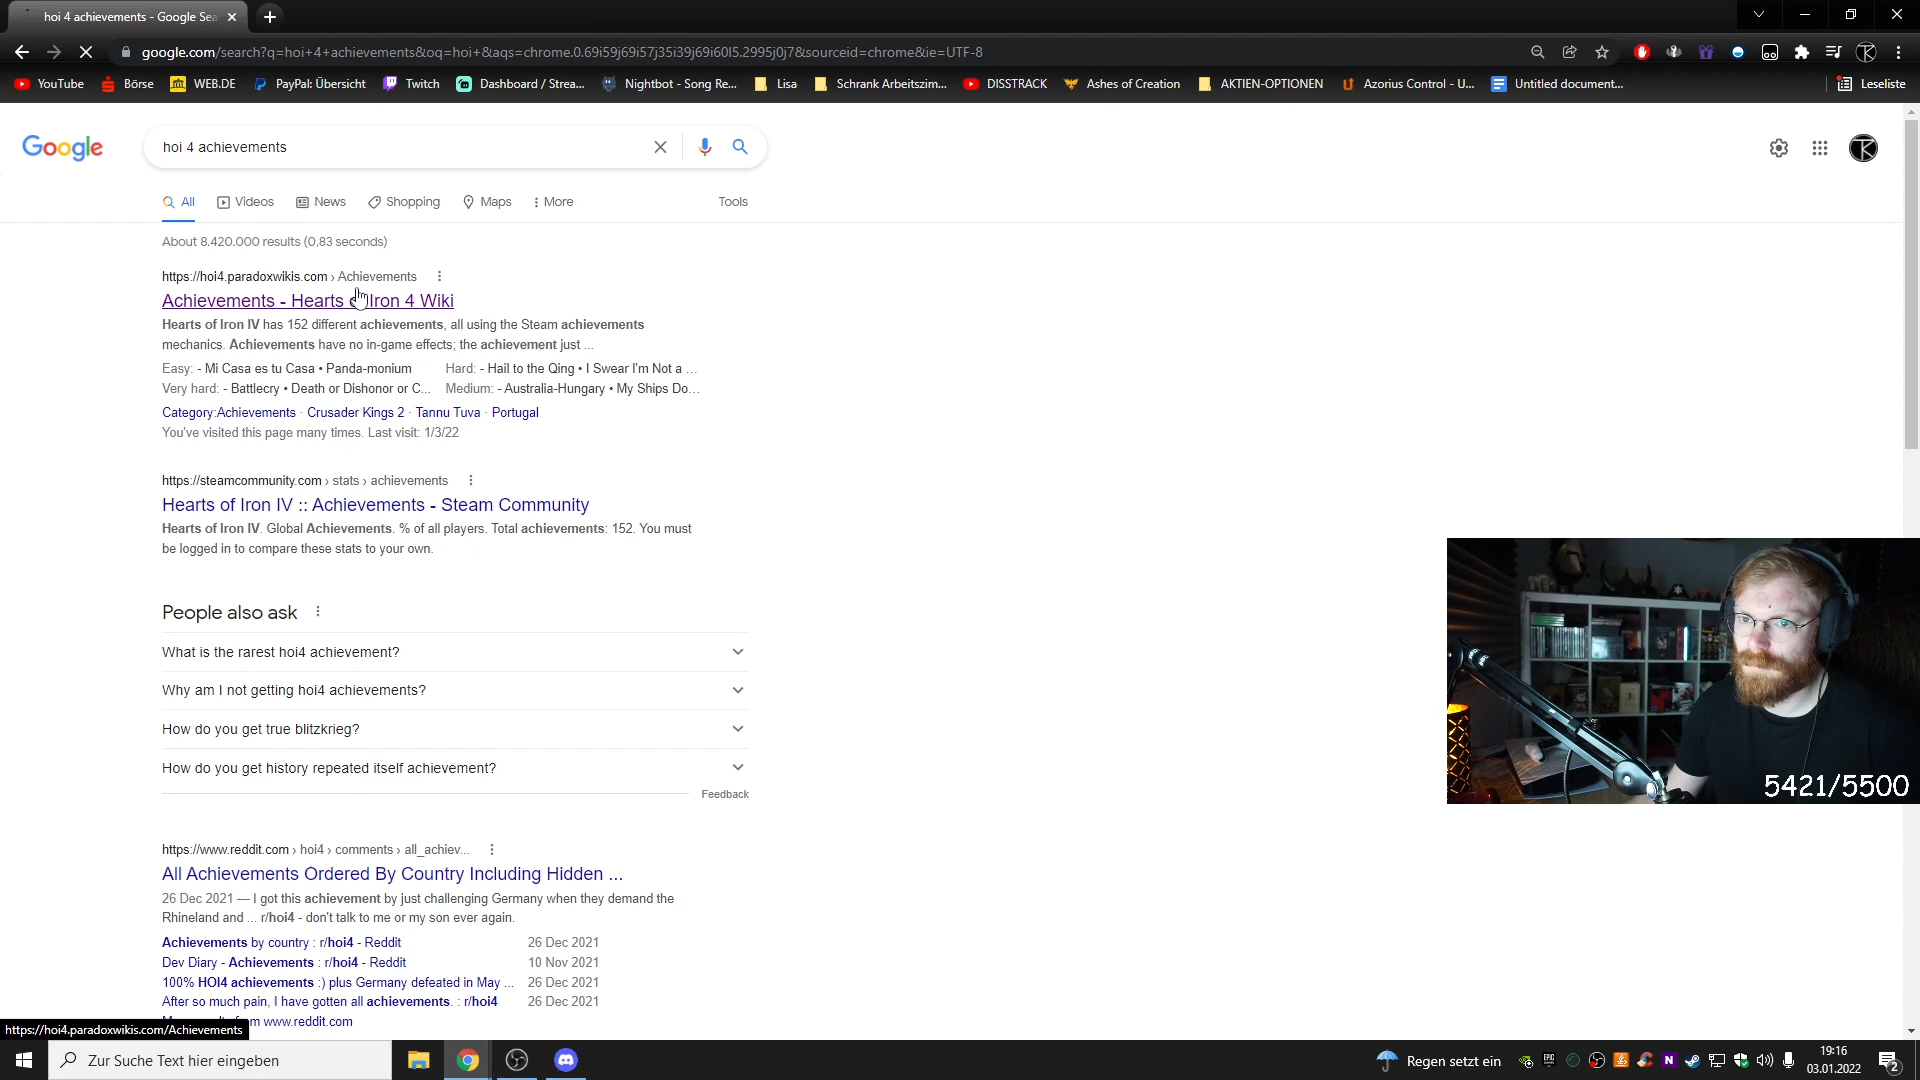 hoi 4 achievements - Google Sea
google.com/search?q=hoi+4+achievements&oq=hoi+&aqs=chrome.0.69i59j69i57j35i39j69i60l5.2995j0j7&sourceid=chrome&ie=UTF-8
YouTube Börse WEB.DE PayPal: Übersicht Twitch Dashboard / Strea... Nightbot - Song Re... Lisa Schrank Arbeitszim... DISSTRACK Ashes of Creation AKTIEN-OPTIONEN Azorius Control - U... Untitled document... Leseliste
Google hoi 4 achievements
All Videos News Shopping Maps More Tools
About 8.420.000 results (0,83 seconds)
https://hoi4.paradoxwikis.com › Achievements
Achievements - Hearts of Iron 4 Wiki
Hearts of Iron IV has 152 different achievements, all using the Steam achievements
mechanics. Achievements have no in-game effects; the achievement just ...
Easy: - Mi Casa es tu Casa • Panda-monium Hard: - Hail to the Qing • I Swear I'm Not a ...
Very hard: - Battlecry • Death or Dishonor or C... Medium: - Australia-Hungary • My Ships Do...
Category:Achievements · Crusader Kings 2 · Tannu Tuva · Portugal
You've visited this page many times. Last visit: 1/3/22
https://steamcommunity.com › stats › achievements
Hearts of Iron IV :: Achievements - Steam Community
Hearts of Iron IV. Global Achievements. % of all players. Total achievements: 152. You must
be logged in to compare these stats to your own.
People also ask
What is the rarest hoi4 achievement?
Why am I not getting hoi4 achievements?
How do you get true blitzkrieg?
How do you get history repeated itself achievement?
Feedback
5421/5500
https://www.reddit.com › hoi4 › comments › all_achiev...
All Achievements Ordered By Country Including Hidden ...
26 Dec 2021 — I got this achievement by just challenging Germany when they demand the
Rhineland and ... r/hoi4 - don't talk to me or my son ever again.
Achievements by country : r/hoi4 - Reddit 26 Dec 2021
Dev Diary - Achievements : r/hoi4 - Reddit 10 Nov 2021
100% HOI4 achievements :) plus Germany defeated in May ... 26 Dec 2021
After so much pain, I have gotten all achievements. : r/hoi4 26 Dec 2021
www.reddit.com
https://hoi4.paradoxwikis.com/Achievements
Zur Suche Text hier eingeben Regen setzt ein 19:16
03.01.2022 2